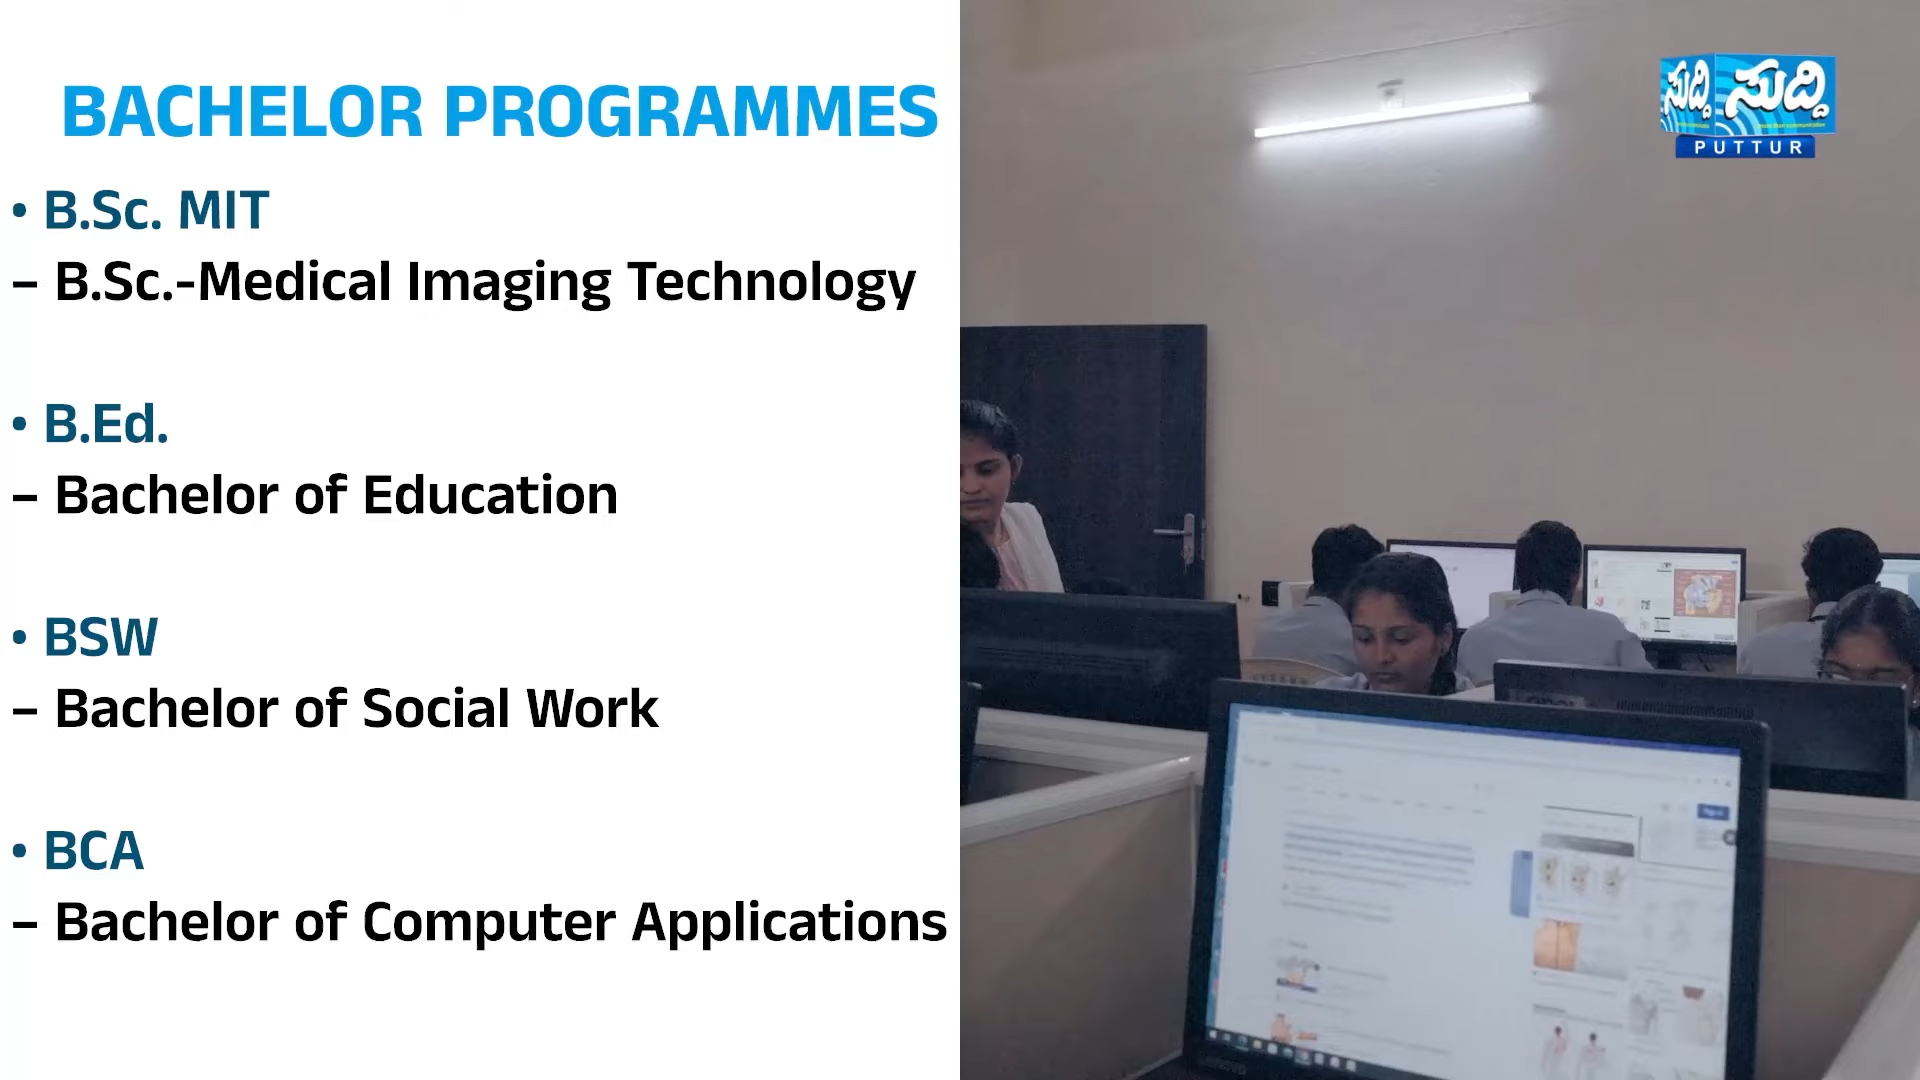 BACHELOR PROGRAMMES
• B.Sc. MIT
– B.Sc.-Medical Imaging Technology
• B.Ed.
– Bachelor of Education
• BSW
– Bachelor of Social Work
• BCA
– Bachelor of Computer Applications
ಸುದ್ದಿ ಸುದ್ದಿ
PUTTUR